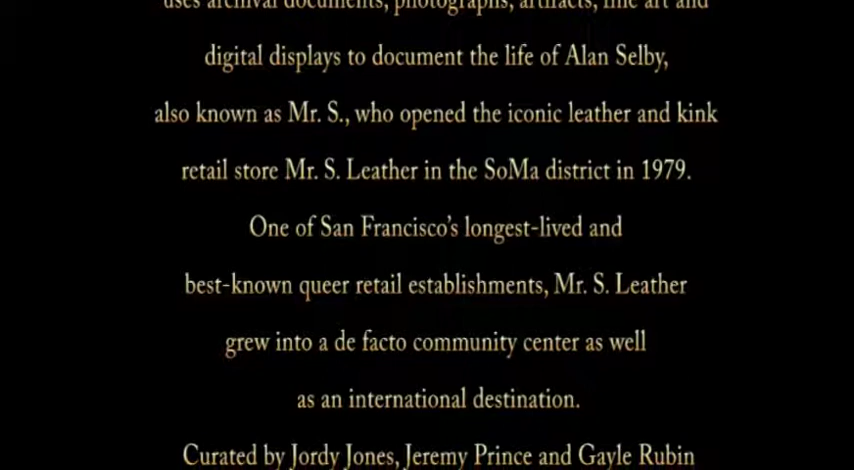 uses archival documents, photographs, artifacts, fine art and
digital displays to document the life of Alan Selby,
also known as Mr. S., who opened the iconic leather and kink
retail store Mr. S. Leather in the SoMa district in 1979.
One of San Francisco’s longest-lived and
best-known queer retail establishments, Mr. S. Leather
grew into a de facto community center as well
as an international destination.
Curated by Jordy Jones, Jeremy Prince and Gayle Rubin